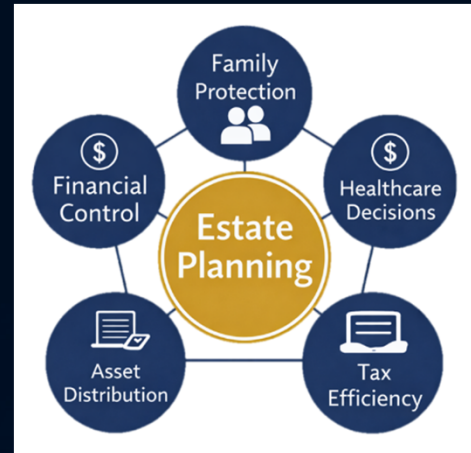 Family
Protection
$
Financial
Control
$
Healthcare
Decisions
Estate
Planning
Asset
Distribution
Tax
Efficiency